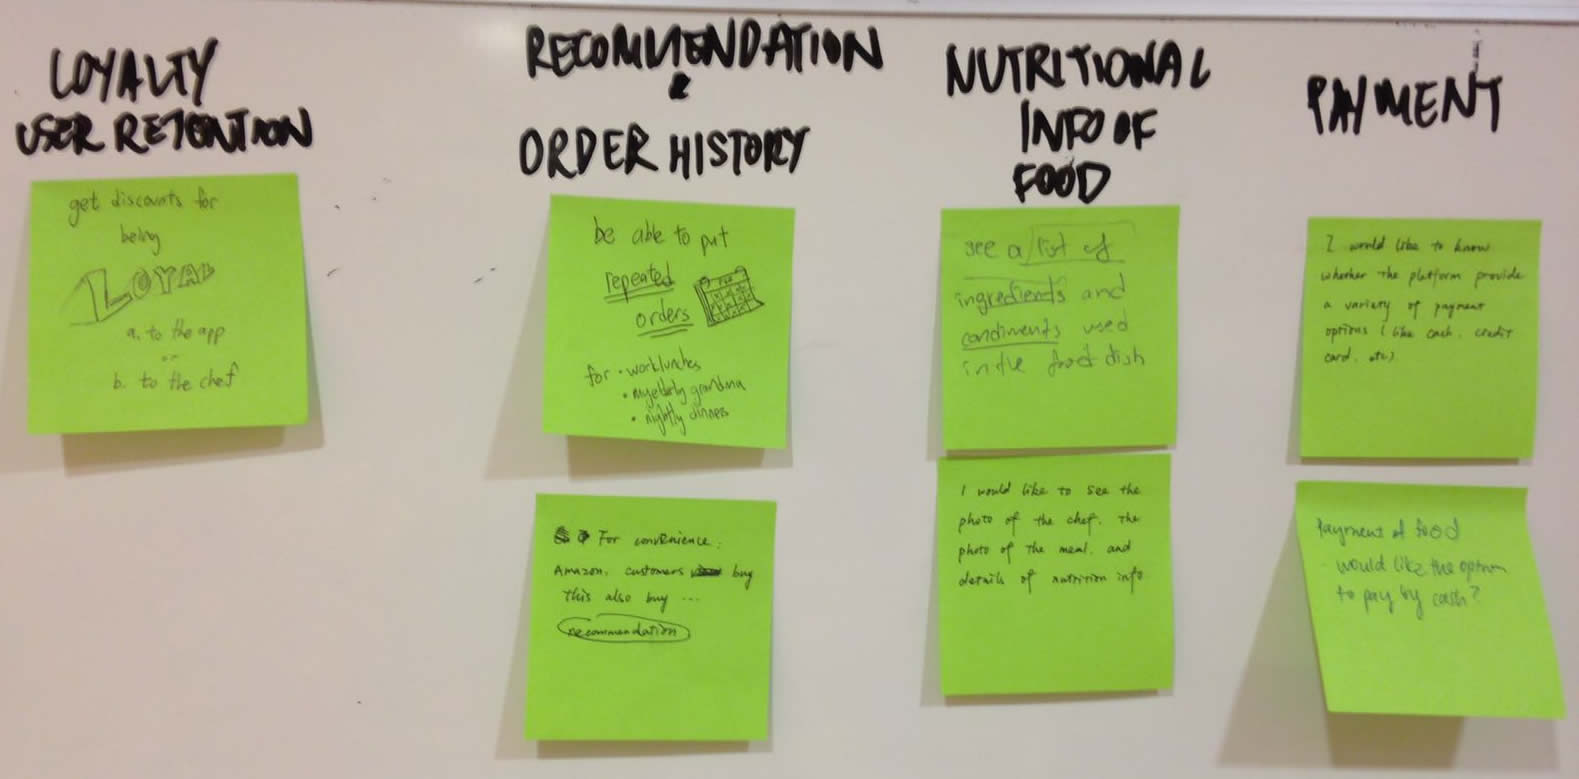 LOYALTY
USER RETENTION
get discounts for
being
LOYAL
a. to the app
or
b. to the chef
RECOMMENDATION
&
ORDER HISTORY
be able to put
repeated
orders
for • worklunches
• my elderly grandma
• nightly dinners
For convenience.
Amazon. customers buy
this also buy ...
recommendation
NUTRITIONAL
INFO OF
FOOD
see a list of
ingredients and
condiments used
in the food dish
I would like to see the
photo of the chef. The
photo of the meal. and
details of nutrition info
PAYMENT
I would like to know
whether the platform provide
a variety of payment
options (like cash. credit
card. etc)
Payment of food
- would like the option
to pay by cash?